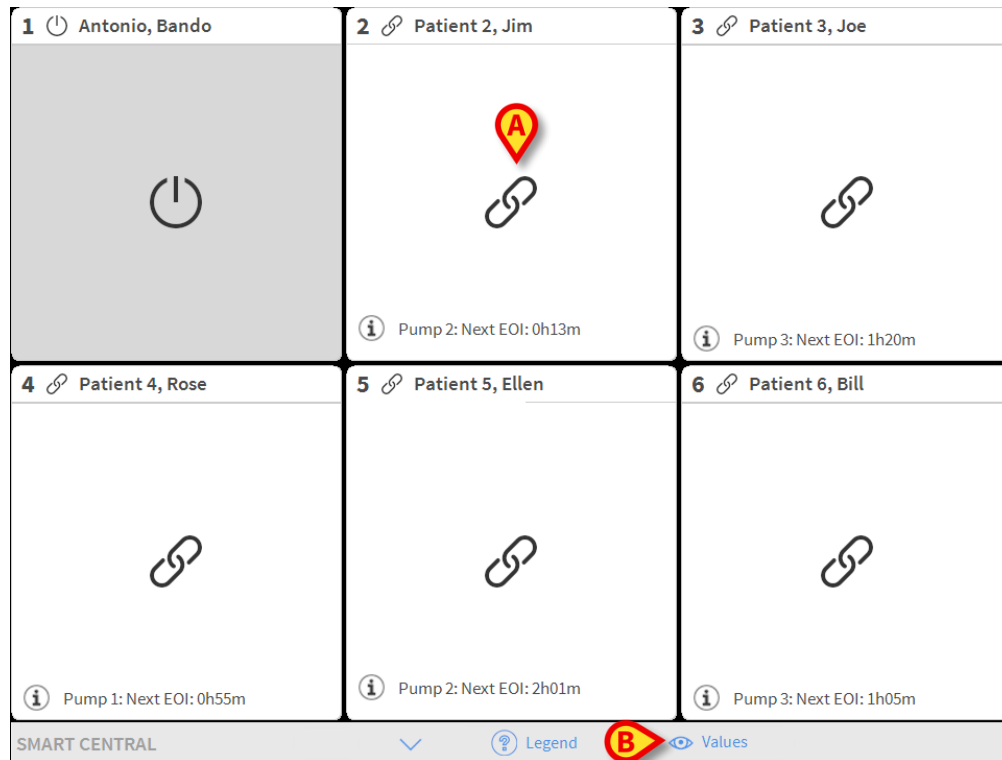 1 Antonio, Bando
2 Patient 2, Jim
3 Patient 3, Joe
A
Pump 2: Next EOI: 0h13m
Pump 3: Next EOI: 1h20m
4 Patient 4, Rose
5 Patient 5, Ellen
6 Patient 6, Bill
Pump 1: Next EOI: 0h55m
Pump 2: Next EOI: 2h01m
Pump 3: Next EOI: 1h05m
SMART CENTRAL
? Legend
B
Values